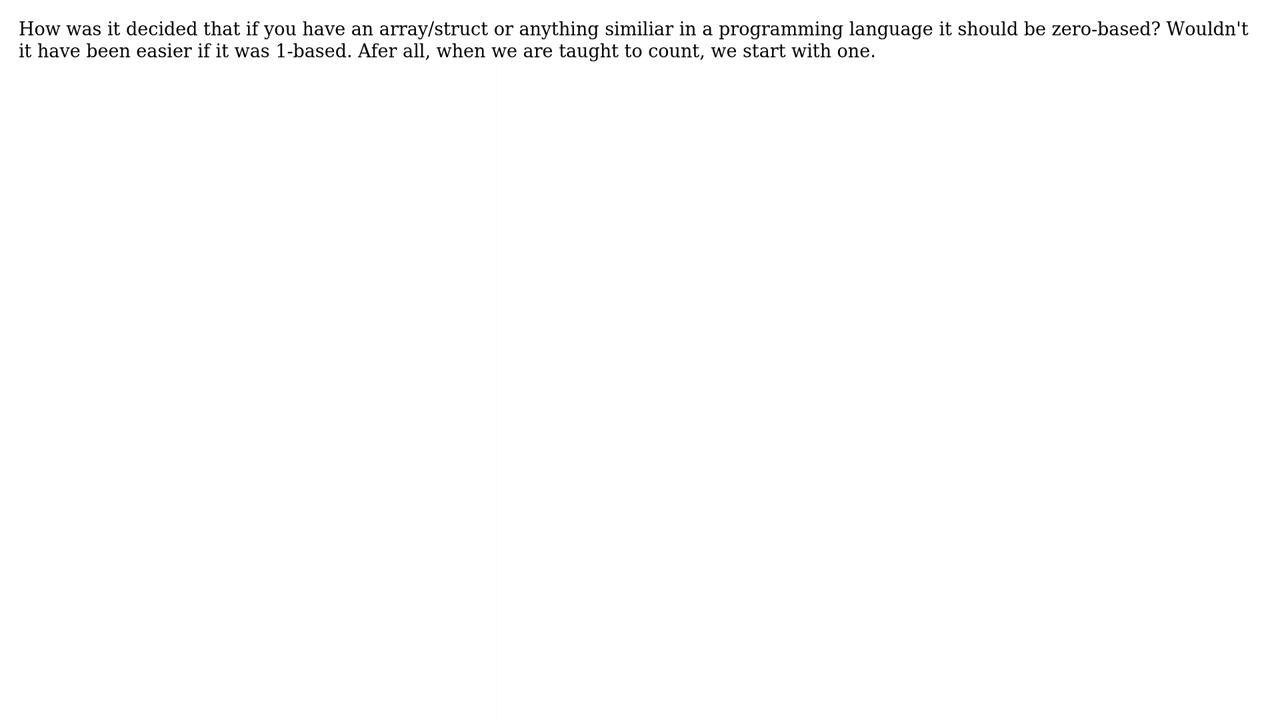 How was it decided that if you have an array/struct or anything similiar in a programming language it should be zero-based? Wouldn't
it have been easier if it was 1-based. Afer all, when we are taught to count, we start with one.